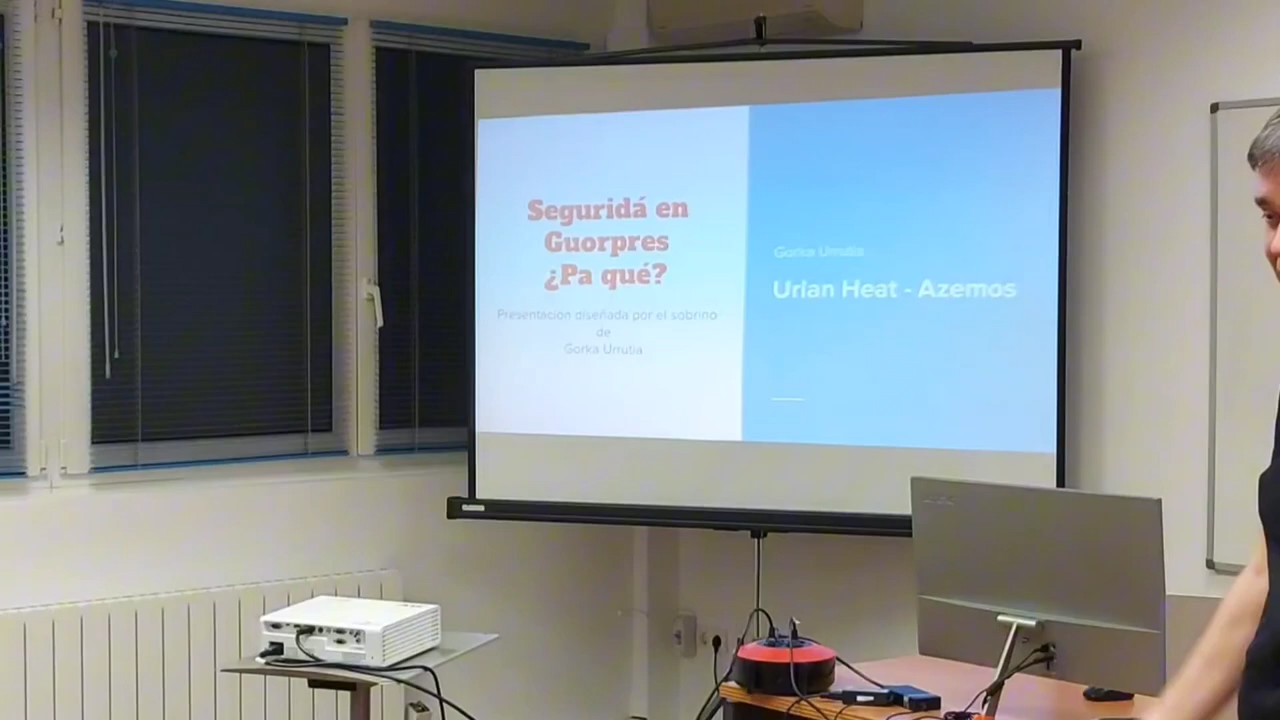 Seguridá en
Guorpres
¿Pa qué?
Presentación diseñada por el sobrino
de
Gorka Urrutia
Gorka Urrutia
Urlan Heat - Azemos